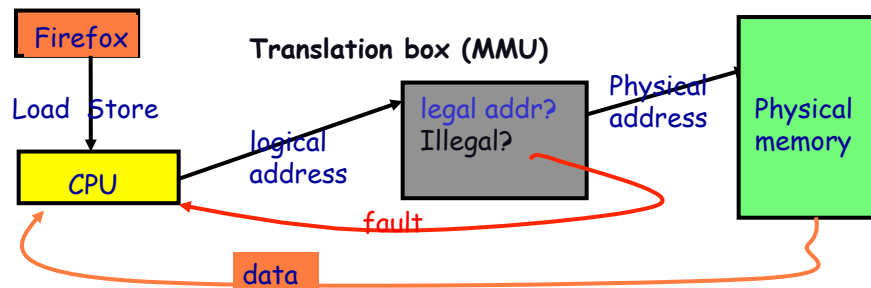 Firefox
Translation box (MMU)
Load Store
logical
address
legal addr?
Illegal?
Physical
address
Physical
memory
CPU
fault
data